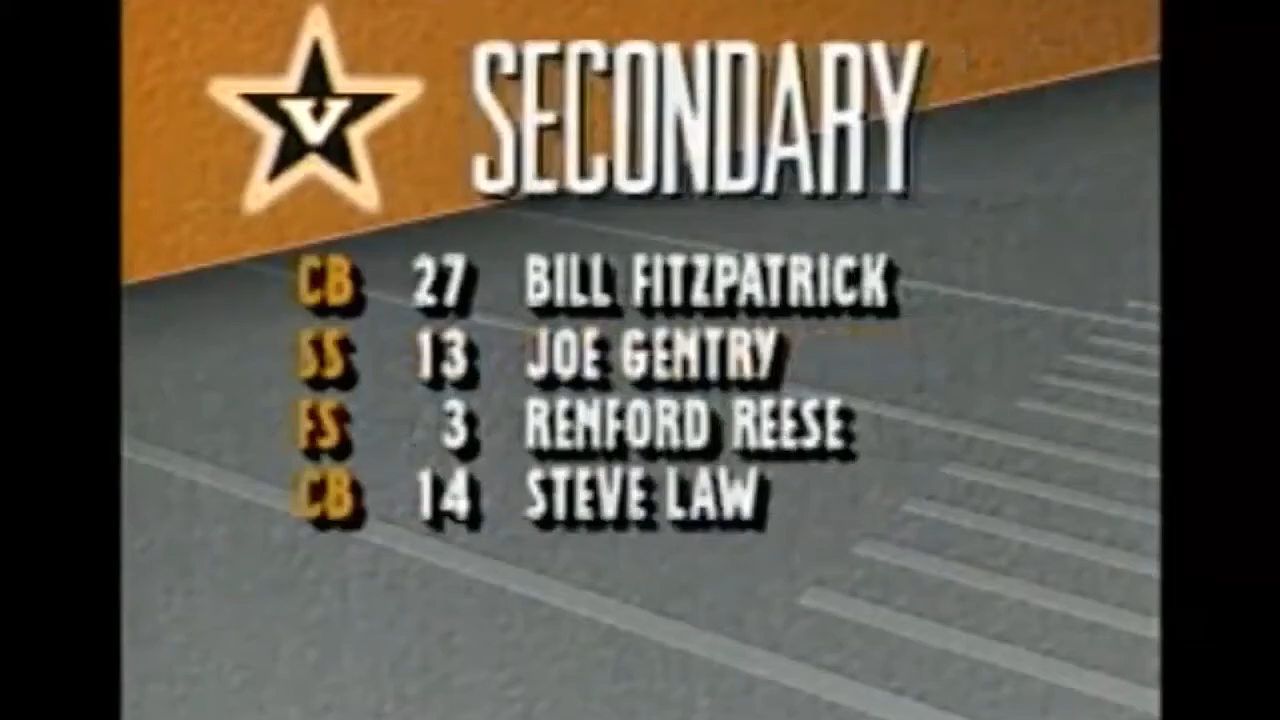 V
SECONDARY
CB 27 BILL FITZPATRICK
SS 13 JOE GENTRY
FS 3 RENFORD REESE
CB 14 STEVE LAW